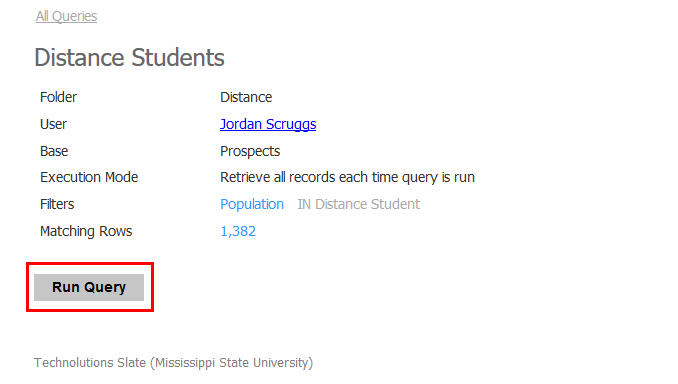 All Queries
Distance Students
Folder Distance
User Jordan Scruggs
Base Prospects
Execution Mode Retrieve all records each time query is run
Filters Population IN Distance Student
Matching Rows 1,382
Run Query
Technolutions Slate (Mississippi State University)